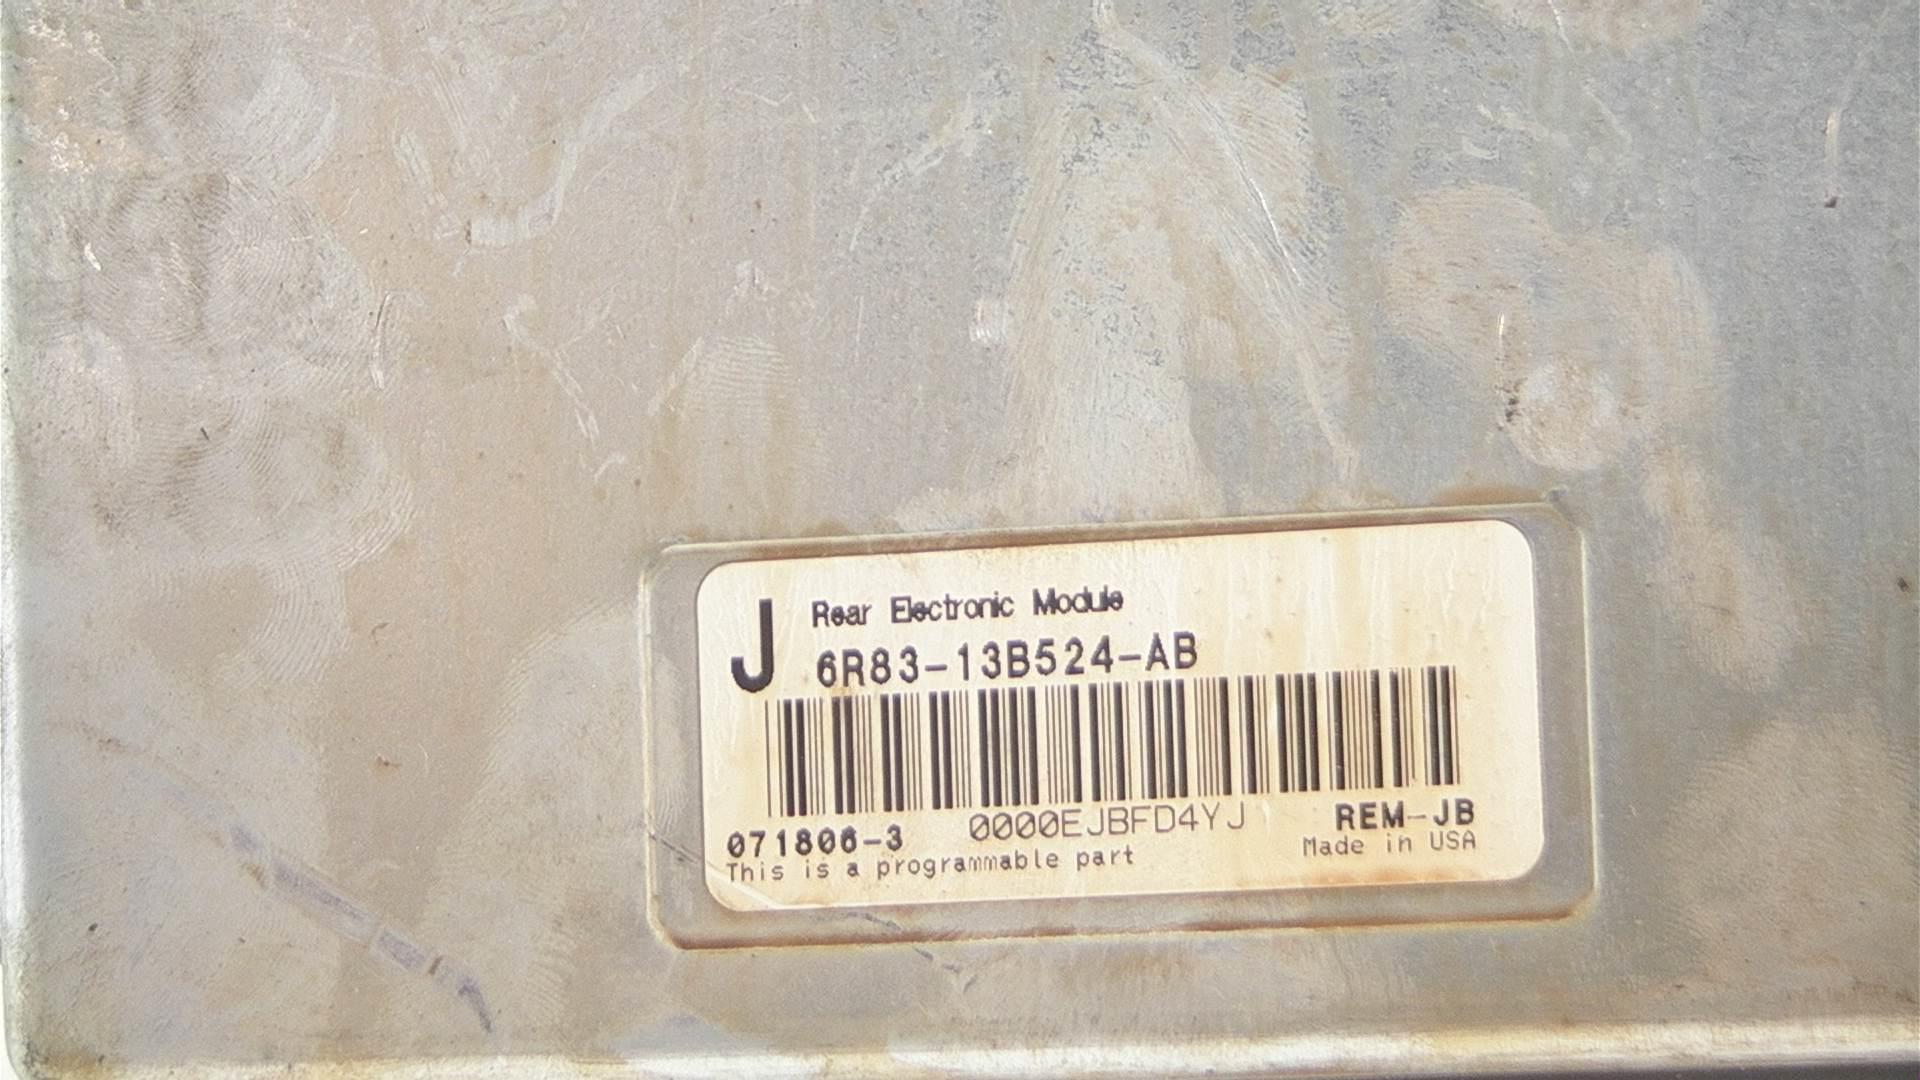 J Rear Electronic Module
6R83-13B524-AB
071806-3 0000EJBFD4YJ REM-JB
This is a programmable part Made in USA